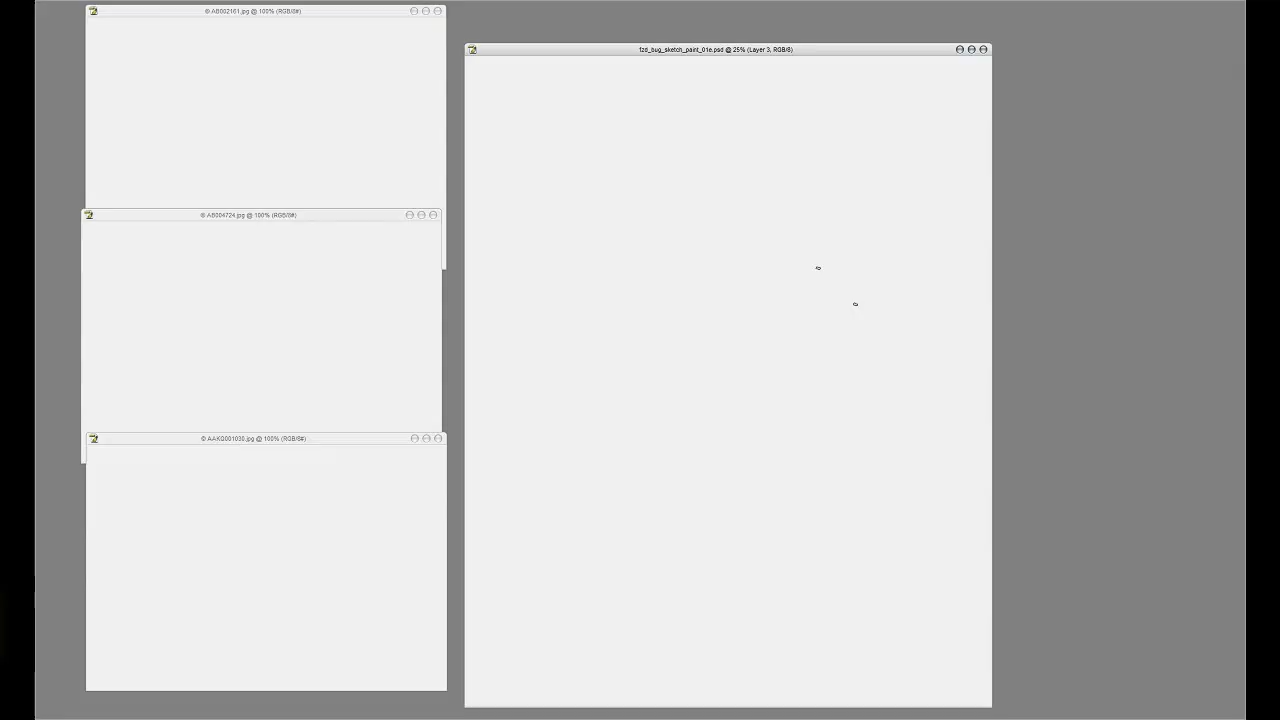 © AB002161.jpg @ 100% (RGB/8#)
fzd_bug_sketch_paint_01e.psd @ 25% (Layer 3, RGB/8)
© AB004724.jpg @ 100% (RGB/8#)
© AAKG001030.jpg @ 100% (RGB/8#)